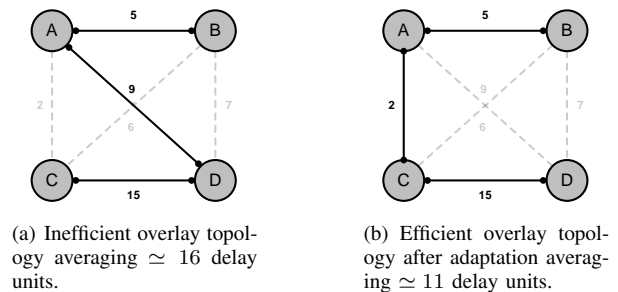 5
A
B
9
2
7
6
C
D
15
5
A
B
9
2
7
6
C
D
15
(a) Inefficient overlay topol-
ogy averaging ≃ 16 delay
units.
(b) Efficient overlay topol-
ogy after adaptation averag-
ing ≃ 11 delay units.